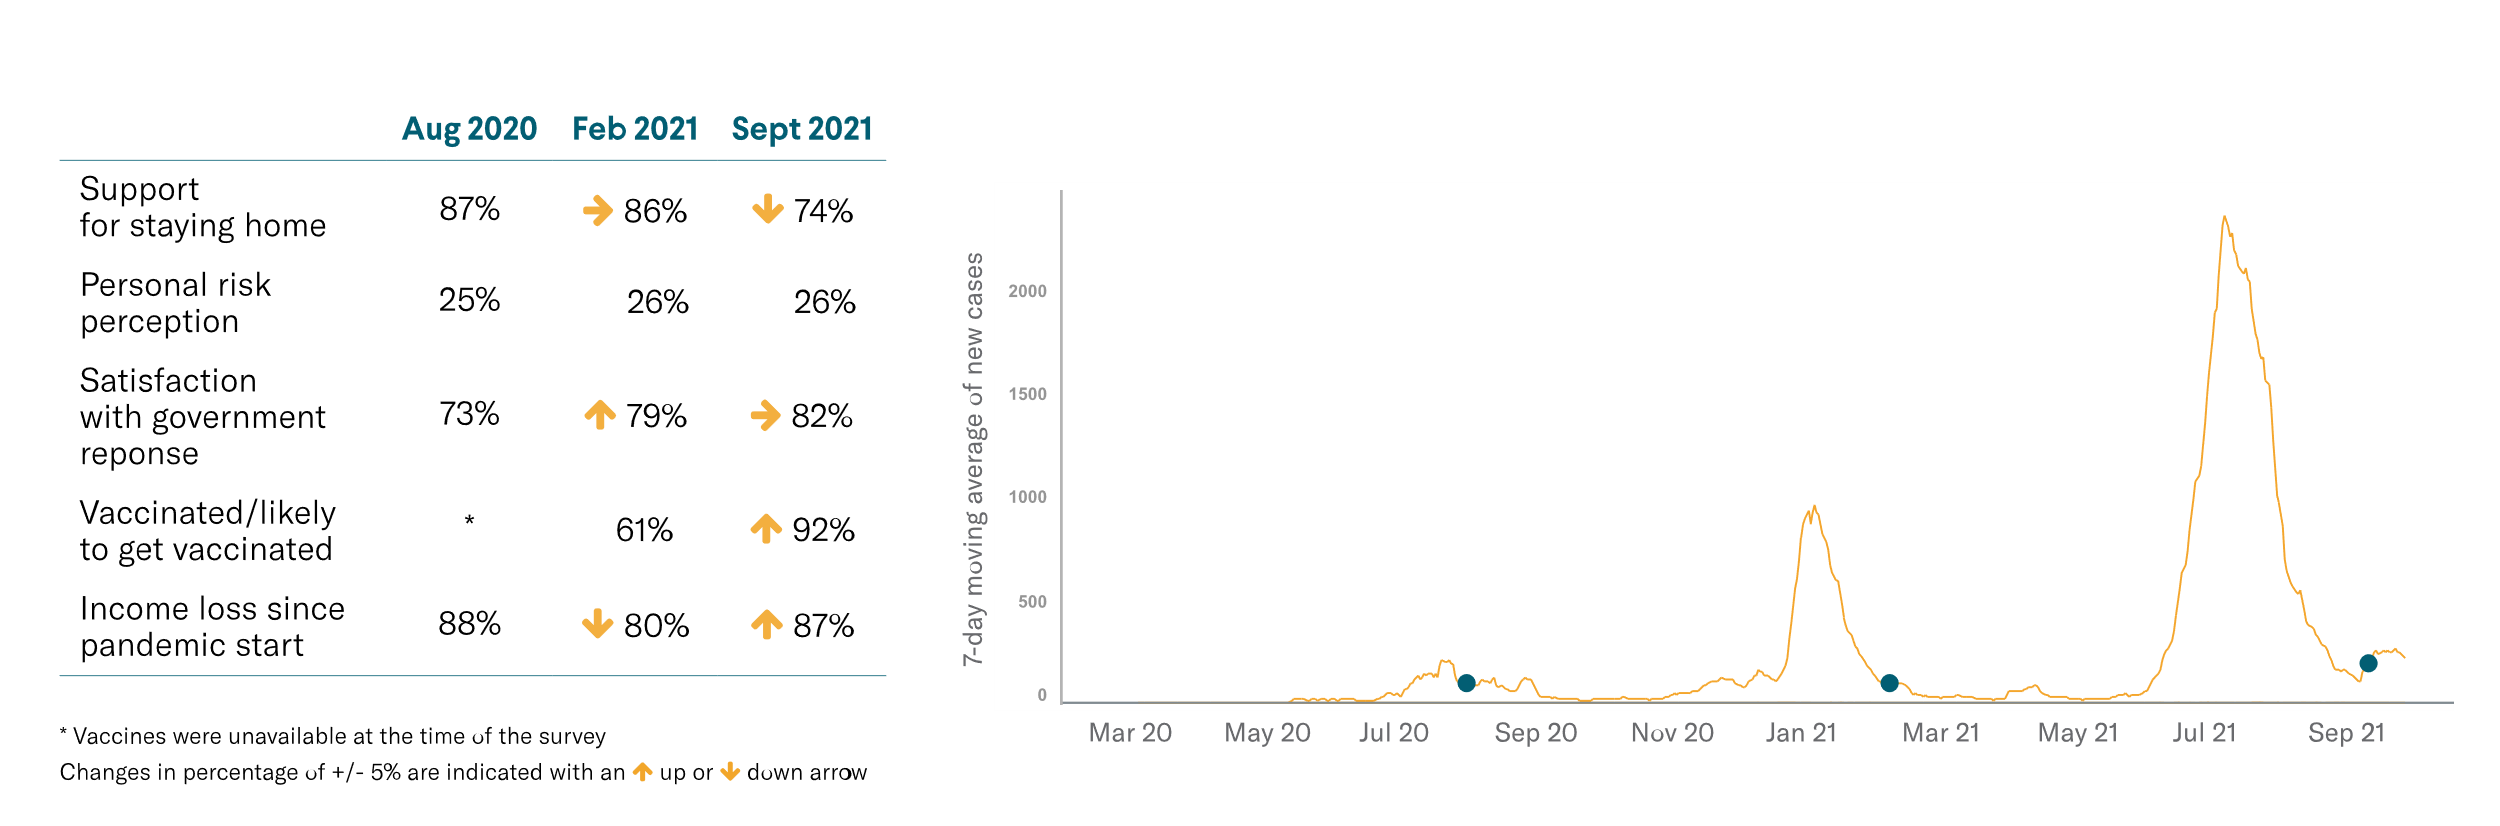 Aug 2020 Feb 2021 Sept 2021
Support
for staying home
87% 86% 74%
Personal risk
perception
25% 26% 26%
Satisfaction
with government
reponse
73% 79% 82%
Vaccinated/likely
to get vaccinated
* 61% 92%
Income loss since
pandemic start
88% 80% 87%
* Vaccines were unavailable at the time of the survey
Changes in percentage of +/- 5% are indicated with an up or down arrow
7-day moving average of new cases
2000
1500
1000
500
0
Mar 20 May 20 Jul 20 Sep 20 Nov 20 Jan 21 Mar 21 May 21 Jul 21 Sep 21